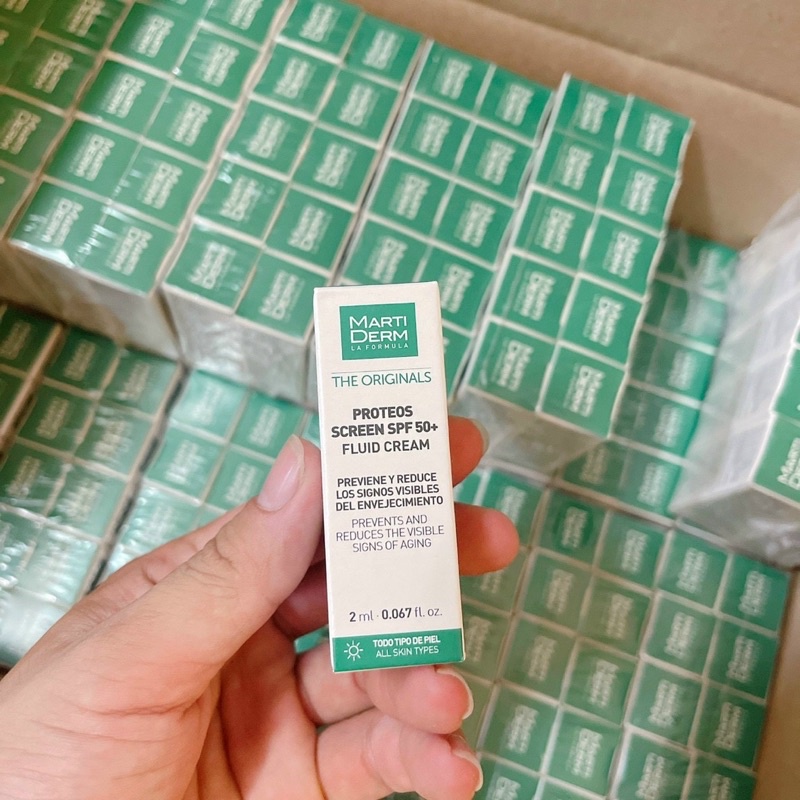 MARTI
DERM
LA FORMULA
THE ORIGINALS
PROTEOS
SCREEN SPF 50+
FLUID CREAM
PREVIENE Y REDUCE
LOS SIGNOS VISIBLES
DEL ENVEJECIMIENTO
PREVENTS AND
REDUCES THE VISIBLE
SIGNS OF AGING
2 ml · 0.067 fl. oz.
TODO TIPO DE PIEL
ALL SKIN TYPES